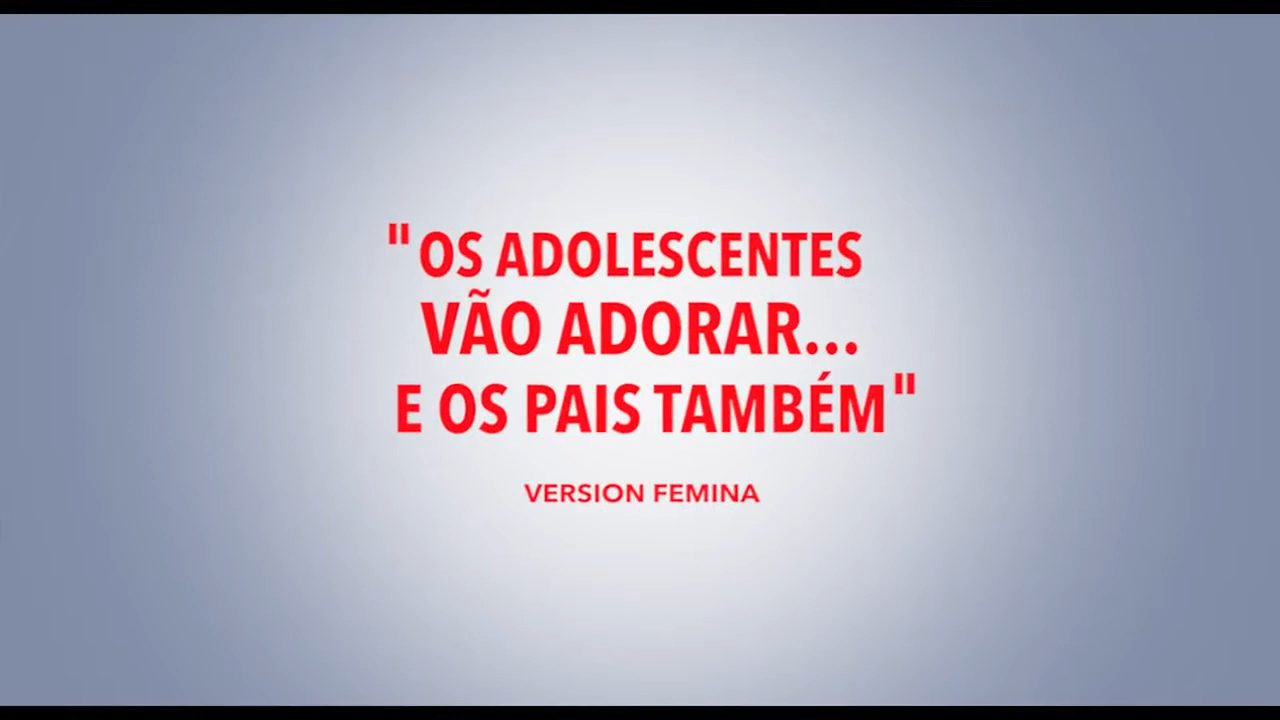 "OS ADOLESCENTES
VÃO ADORAR...
E OS PAIS TAMBÉM"
VERSION FEMINA